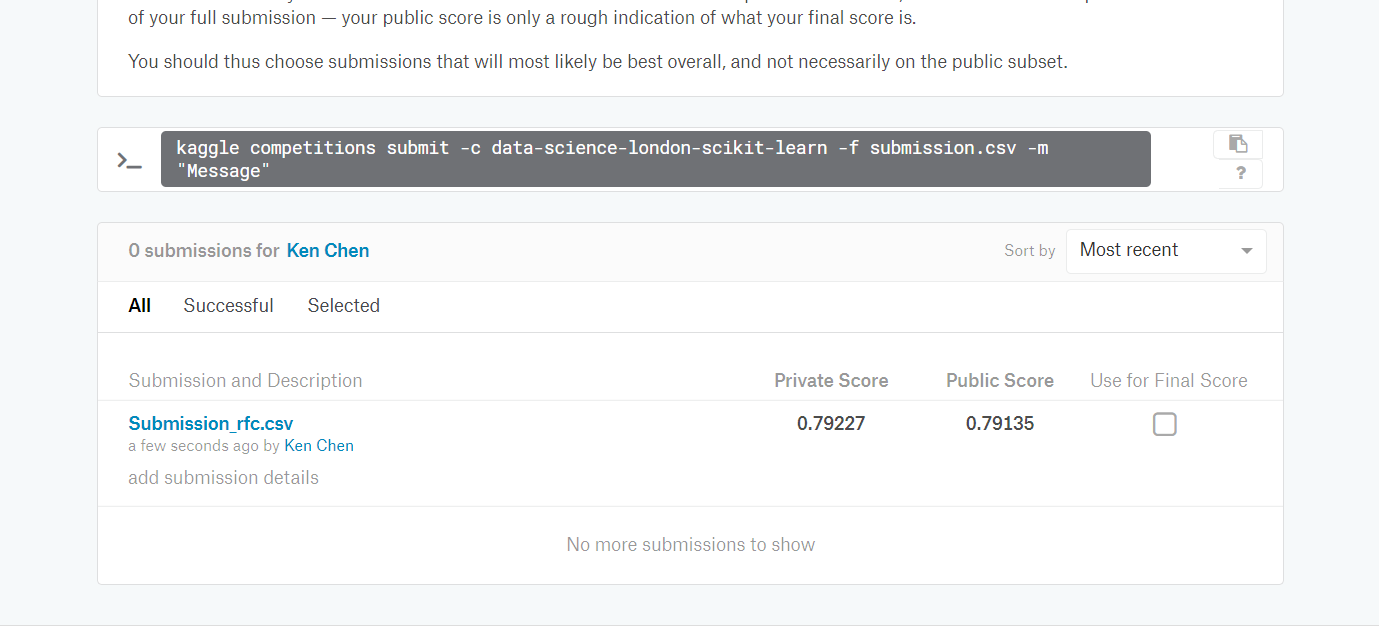 of your full submission — your public score is only a rough indication of what your final score is.
You should thus choose submissions that will most likely be best overall, and not necessarily on the public subset.
>_
kaggle competitions submit -c data-science-london-scikit-learn -f submission.csv -m
"Message"
?
0 submissions for Ken Chen
Sort by Most recent
All Successful Selected
Submission and Description Private Score Public Score Use for Final Score
Submission_rfc.csv 0.79227 0.79135
a few seconds ago by Ken Chen
add submission details
No more submissions to show